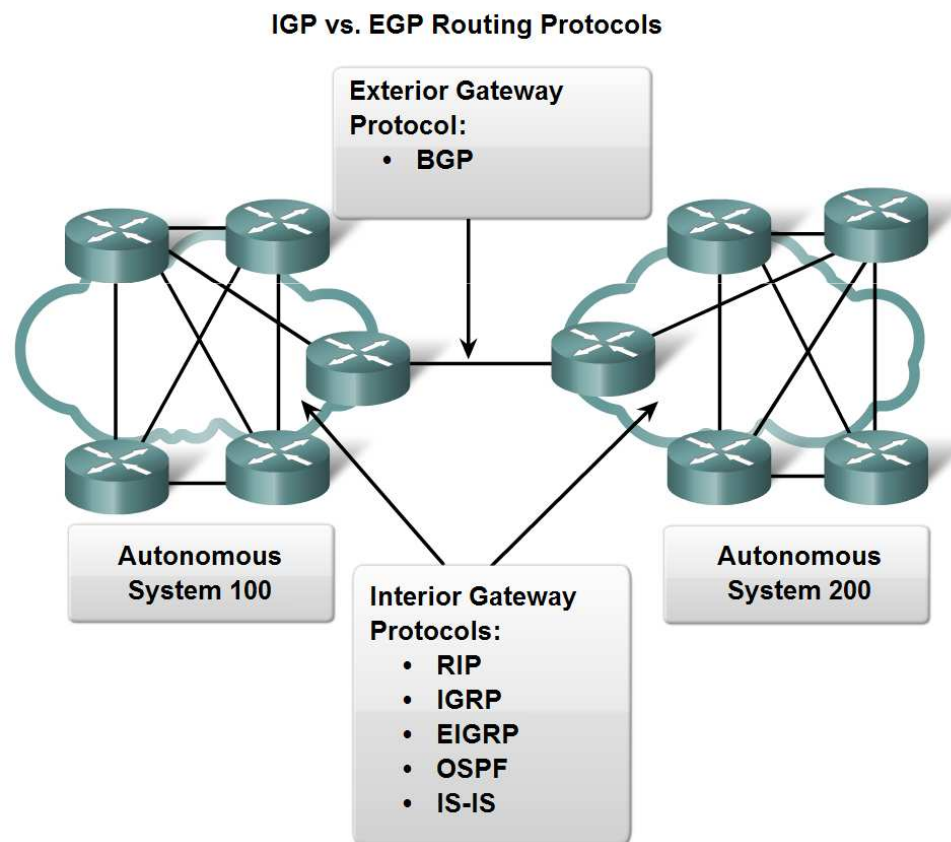 IGP vs. EGP Routing Protocols
Exterior Gateway
Protocol:
• BGP
Autonomous
System 100
Autonomous
System 200
Interior Gateway
Protocols:
• RIP
• IGRP
• EIGRP
• OSPF
• IS-IS